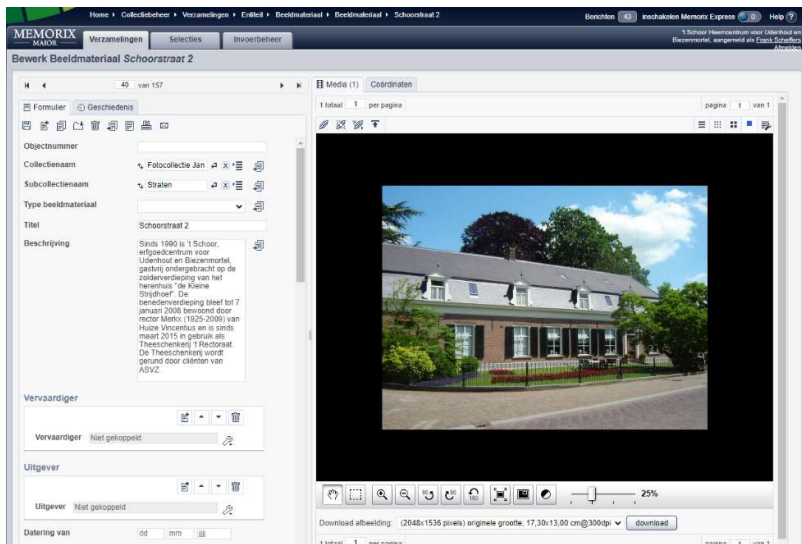 Home ▸ Collectiebeheer ▸ Verzamelingen ▸ Entiteit ▸ Beeldmateriaal ▸ Beeldmateriaal ▸ Schoorstraat 2
Berichten 43 inschakelen Memorix Express 0 Help ?
MEMORIX MAIOR Verzamelingen Selecties Invoerbeheer
't Schoor Heemcentrum voor Udenhout en
Biezenmortel, aangemeld als Frank Scheffers
Afmelden
Bewerk Beeldmateriaal Schoorstraat 2
40 van 157
Formulier Geschiedenis
Objectnummer
Collectienaam Fotocollectie Jan
Subcollectienaam Straten
Type beeldmateriaal
Titel Schoorstraat 2
Beschrijving
Sinds 1990 is 't Schoor,
erfgoedcentrum voor
Udenhout en Biezenmortel,
gastvrij ondergebracht op de
zolderverdieping van het
herenhuis "de Kleine
Strijdhoef". De
benedenverdieping bleef tot 7
januari 2008 bewoond door
rector Merkx (1925-2009) van
Huize Vincentius en is sinds
maart 2015 in gebruik als
Theeschenkerij 't Rectoraat.
De Theeschenkerij wordt
gerund door cliënten van
ASVZ.
Vervaardiger
Vervaardiger Niet gekoppeld
Uitgever
Uitgever Niet gekoppeld
Datering van dd mm jjjj
Media (1) Coördinaten
1 totaal 1 per pagina pagina 1 van 1
90 90 180 25%
Download afbeelding: (2048x1536 pixels) originele grootte, 17,30x13,00 cm@300dpi download
1 totaal 1 per pagina pagina 1 van 1